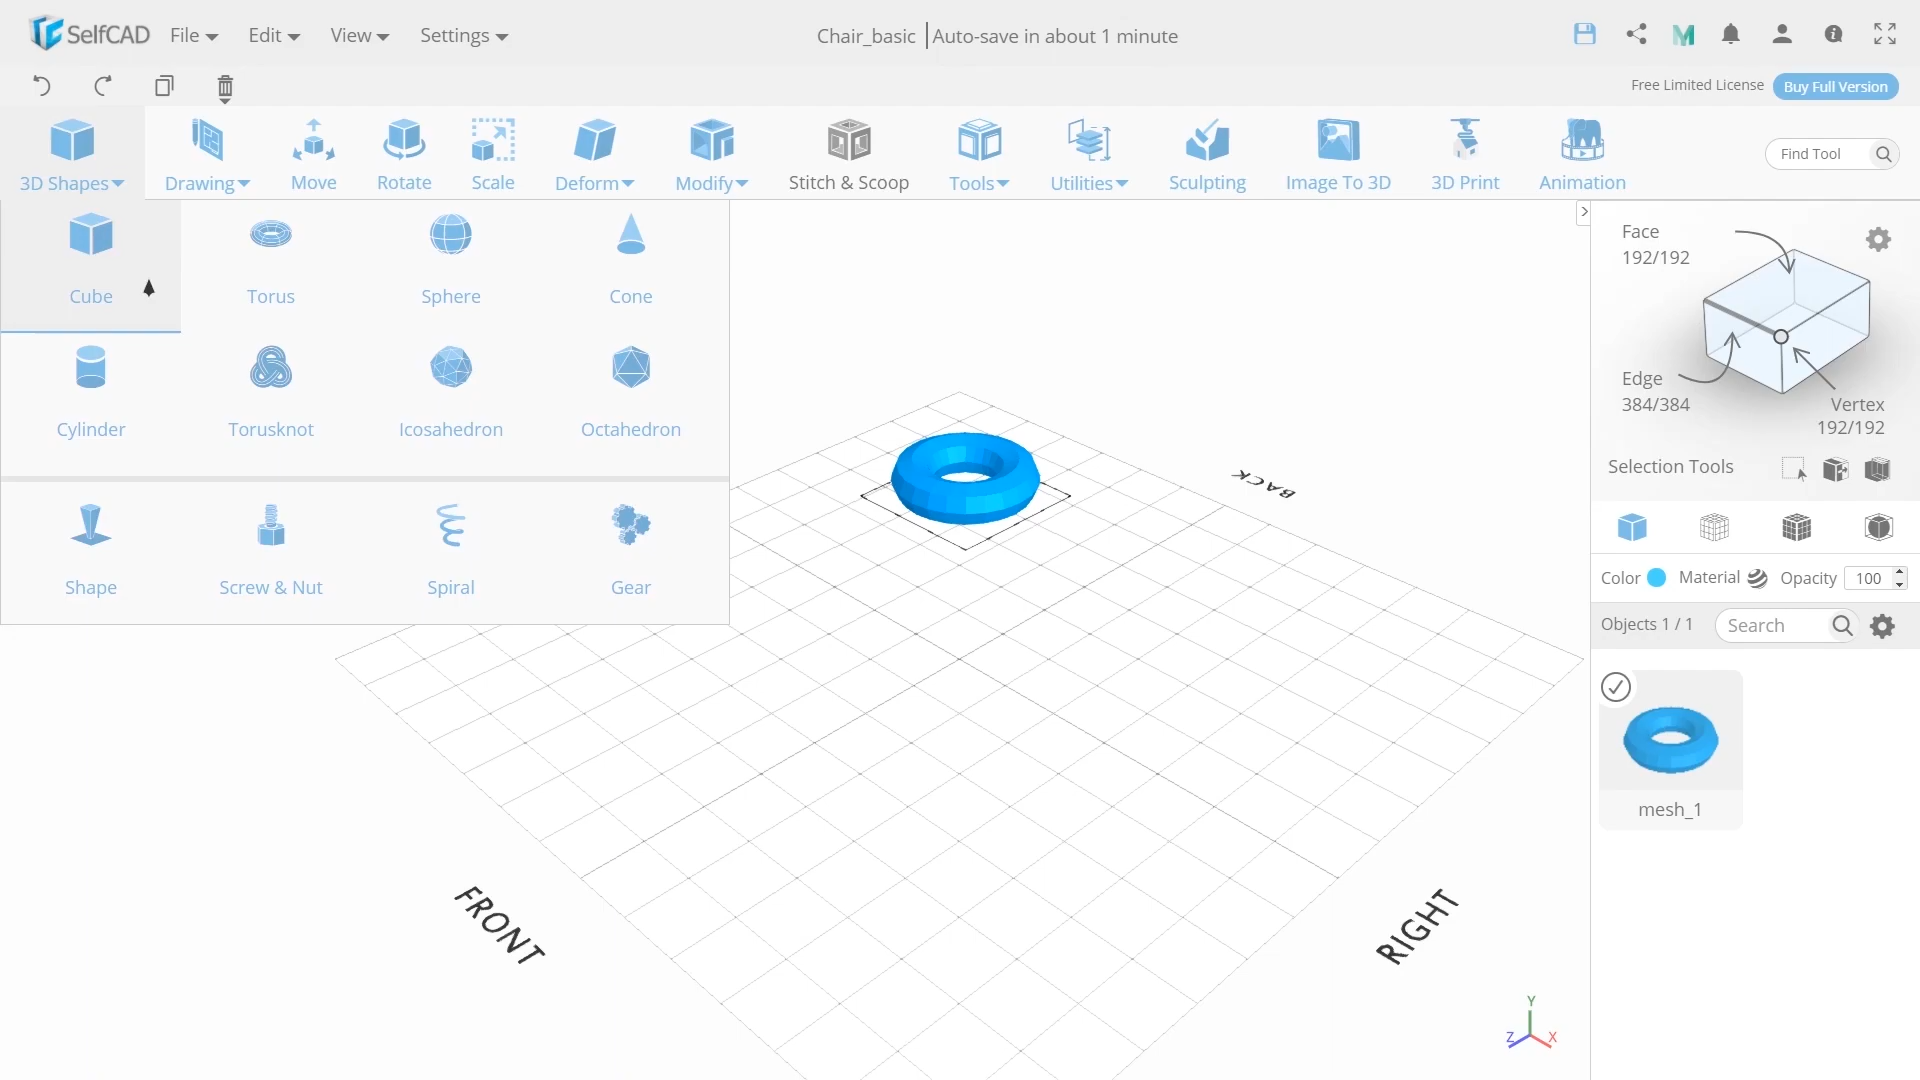 SelfCAD File Edit View Settings
Chair_basic Auto-save in about 1 minute
Free Limited License Buy Full Version
3D Shapes Drawing Move Rotate Scale Deform Modify Stitch & Scoop Tools Utilities Sculpting Image To 3D 3D Print Animation
Find Tool
Cube Torus Sphere Cone
Cylinder Torusknot Icosahedron Octahedron
Shape Screw & Nut Spiral Gear
BACK
FRONT
RIGHT
Y
Z X
Face
192/192
Edge
384/384
Vertex
192/192
Selection Tools
Color Material Opacity 100
Objects 1 / 1 Search
mesh_1